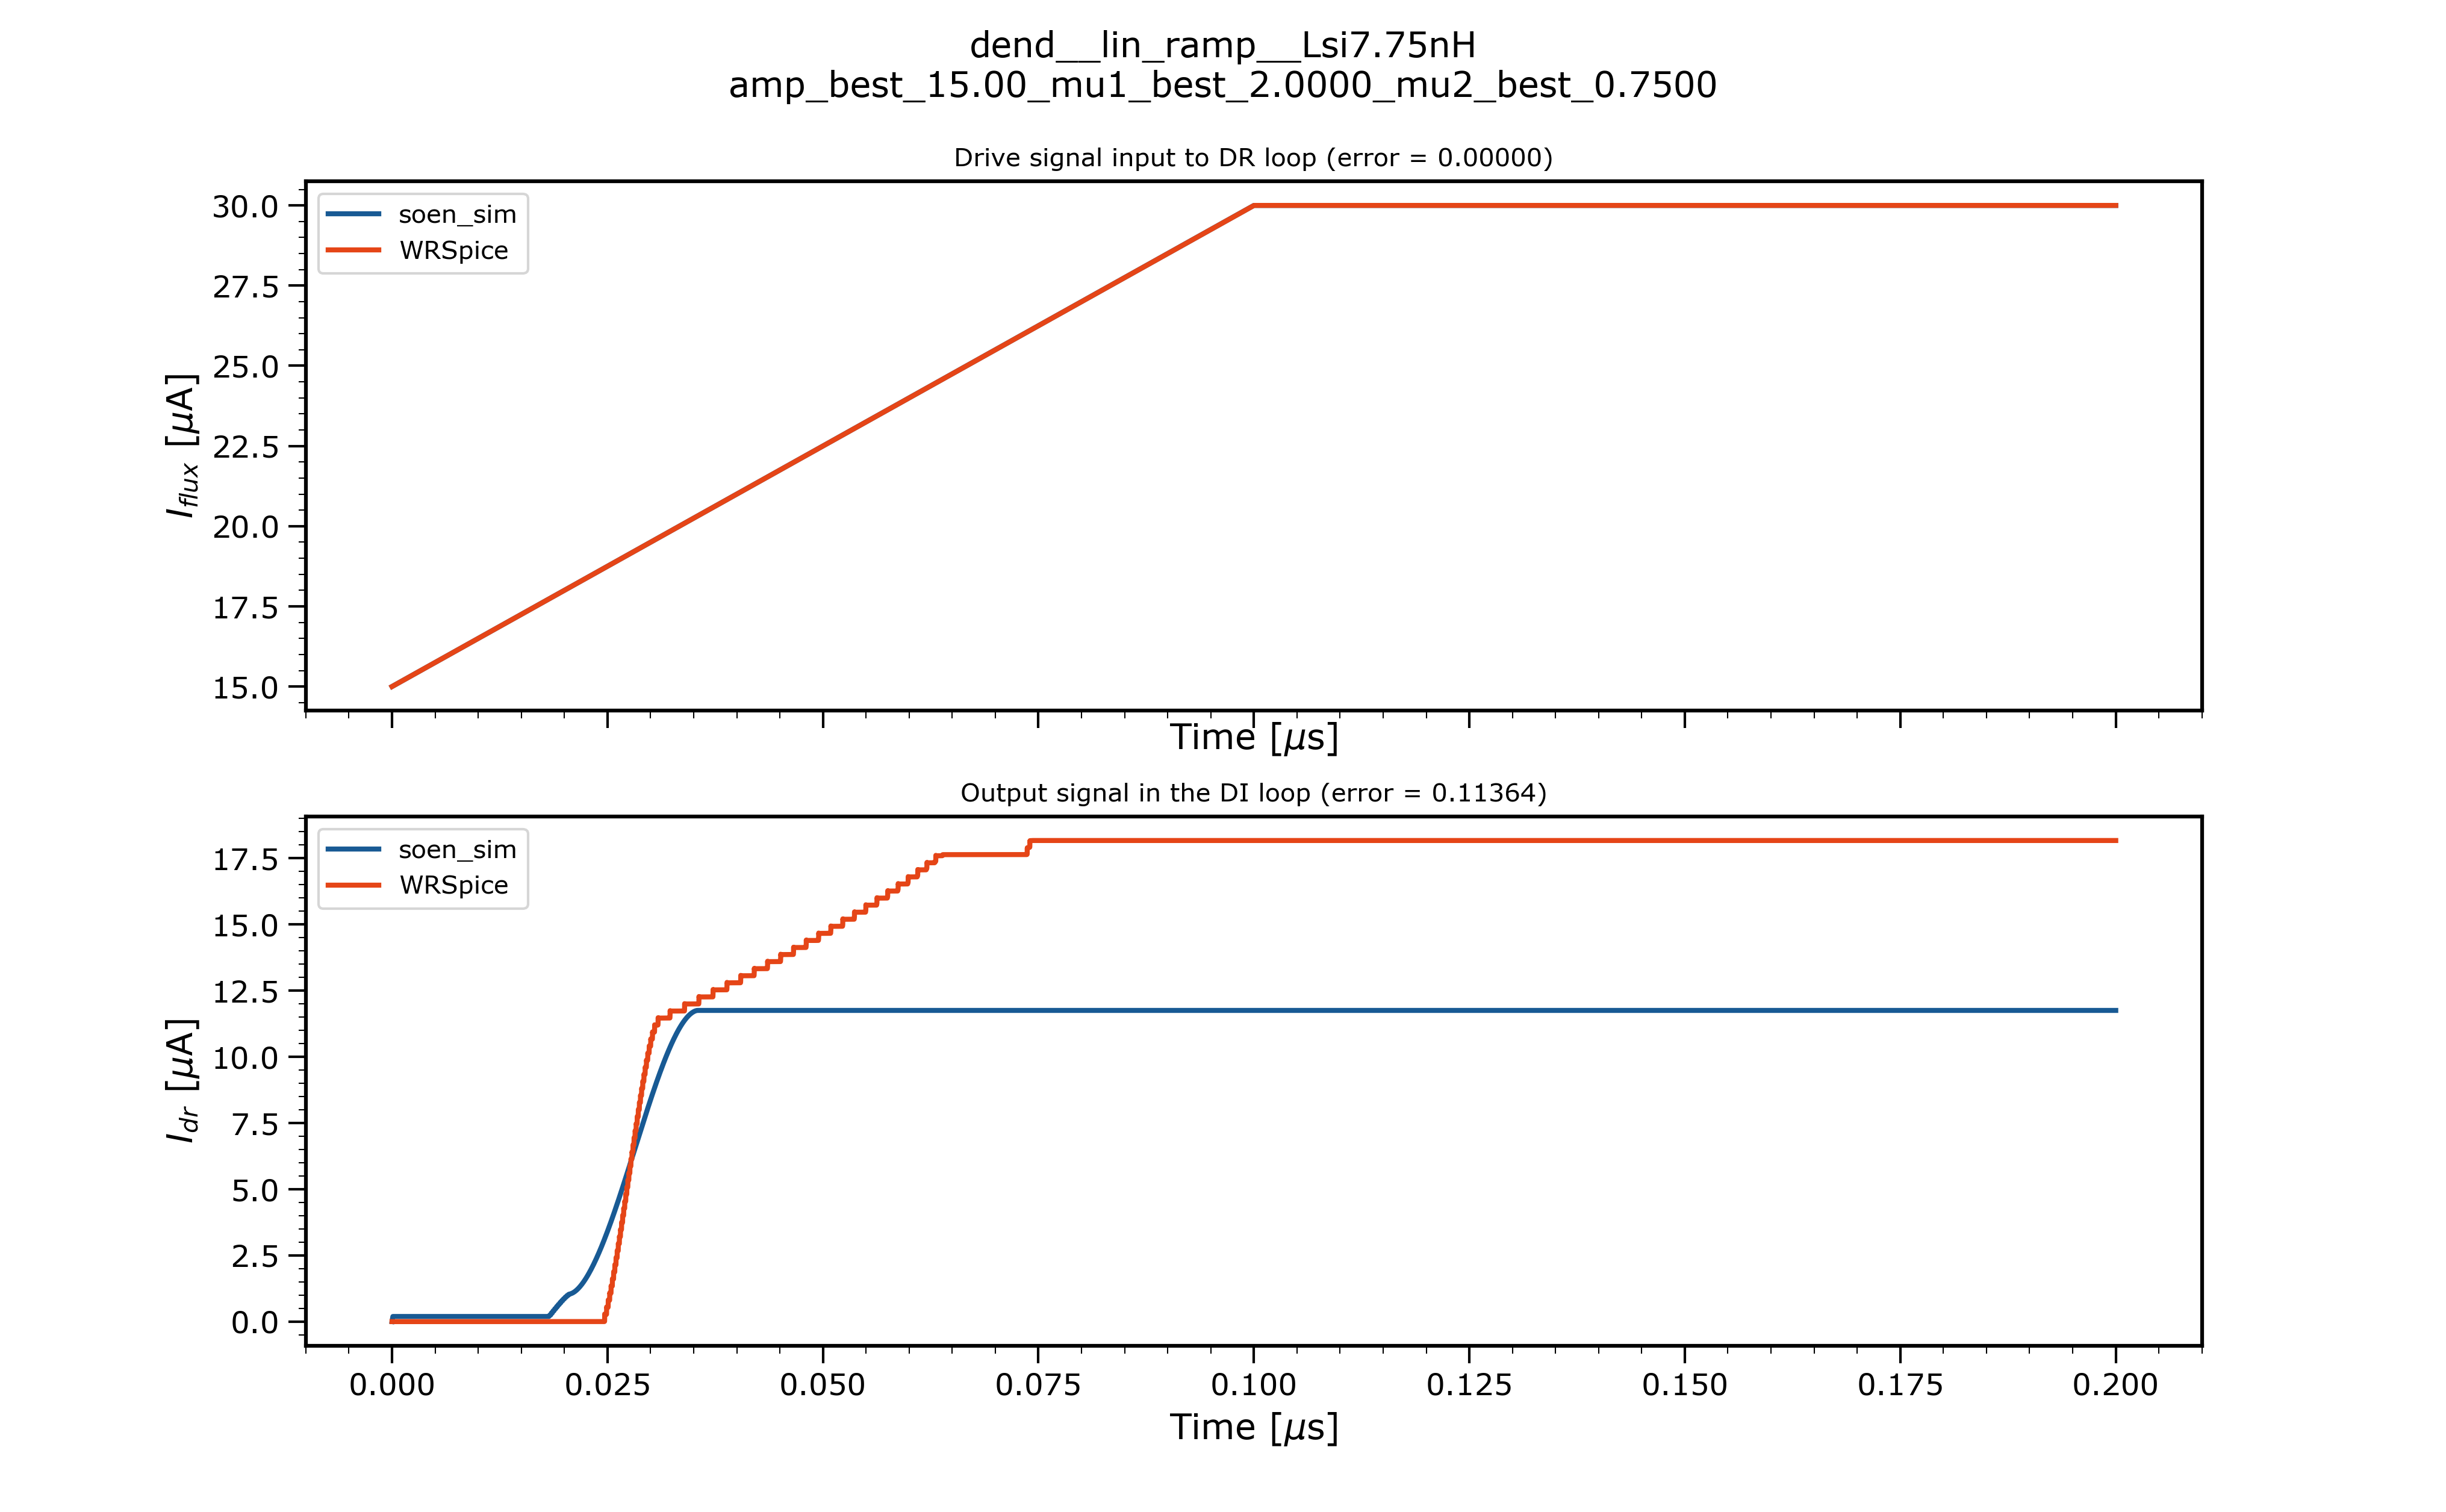 dend__lin_ramp__Lsi7.75nH
amp_best_15.00_mu1_best_2.0000_mu2_best_0.7500
Drive signal input to DR loop (error = 0.00000)
soen_sim
WRSpice
30.0
27.5
25.0
22.5
20.0
17.5
15.0
I_flux [μA]
Time [μs]
Output signal in the DI loop (error = 0.11364)
soen_sim
WRSpice
17.5
15.0
12.5
10.0
7.5
5.0
2.5
0.0
I_dr [μA]
0.000 0.025 0.050 0.075 0.100 0.125 0.150 0.175 0.200
Time [μs]